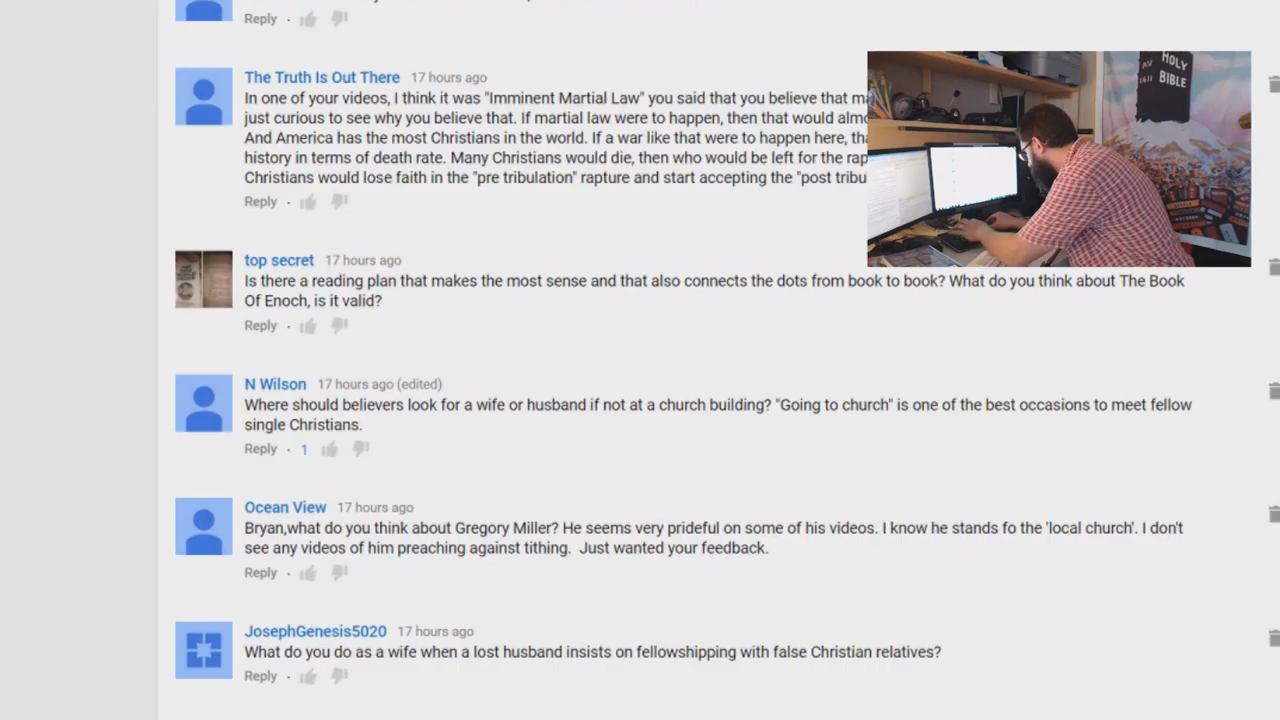 Reply
The Truth Is Out There 17 hours ago
In one of your videos, I think it was "Imminent Martial Law" you said that you believe that
just curious to see why you believe that. If martial law were to happen, then that would
And America has the most Christians in the world. If a war like that were to happen here,
history in terms of death rate. Many Christians would die, then who would be left for the
Christians would lose faith in the "pre tribulation" rapture and start accepting the "post
Reply
HOLY
AV BIBLE
1611
top secret 17 hours ago
Is there a reading plan that makes the most sense and that also connects the dots from book to book? What do you think about The Book
Of Enoch, is it valid?
Reply
N Wilson 17 hours ago (edited)
Where should believers look for a wife or husband if not at a church building? "Going to church" is one of the best occasions to meet fellow
single Christians.
Reply · 1
Ocean View 17 hours ago
Bryan,what do you think about Gregory Miller? He seems very prideful on some of his videos. I know he stands fo the 'local church'. I don't
see any videos of him preaching against tithing. Just wanted your feedback.
Reply
JosephGenesis5020 17 hours ago
What do you do as a wife when a lost husband insists on fellowshipping with false Christian relatives?
Reply